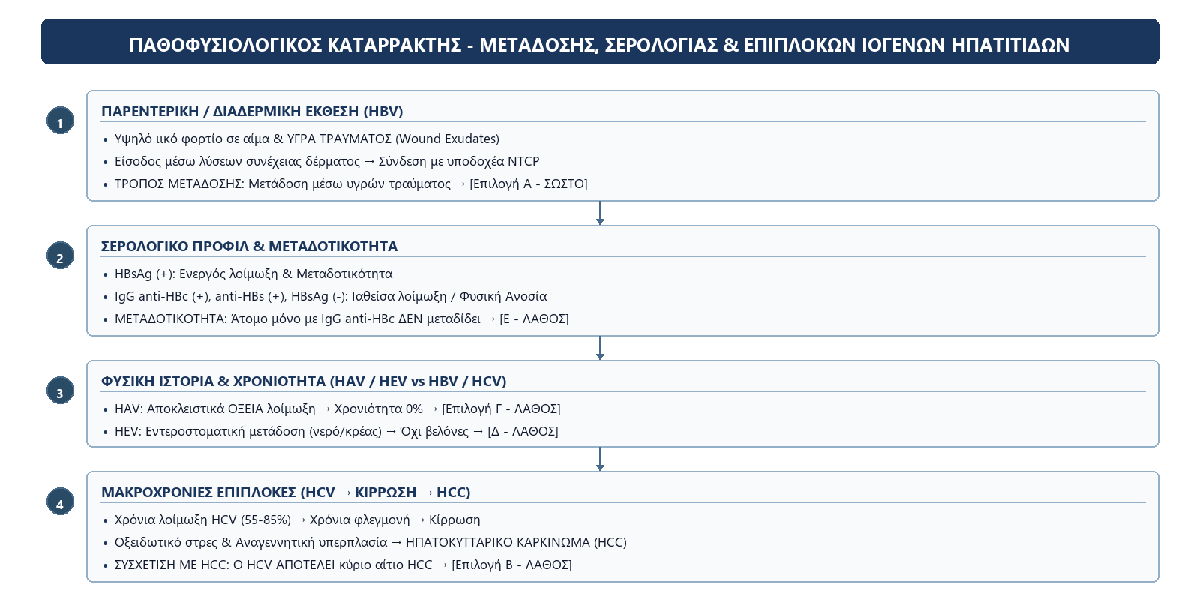 ΠΑΘΟΦΥΣΙΟΛΟΓΙΚΟΣ ΚΑΤΑΡΡΑΚΤΗΣ - ΜΕΤΑΔΟΣΗΣ, ΣΕΡΟΛΟΓΙΑΣ & ΕΠΙΠΛΟΚΩΝ ΙΟΓΕΝΩΝ ΗΠΑΤΙΤΙΔΩΝ
1
ΠΑΡΕΝΤΕΡΙΚΗ / ΔΙΑΔΕΡΜΙΚΗ ΕΚΘΕΣΗ (HBV)
• Υψηλό ιικό φορτίο σε αίμα & ΥΓΡΑ ΤΡΑΥΜΑΤΟΣ (Wound Exudates)
• Είσοδος μέσω λύσεων συνέχειας δέρματος → Σύνδεση με υποδοχέα NTCP
• ΤΡΟΠΟΣ ΜΕΤΑΔΟΣΗΣ: Μετάδοση μέσω υγρών τραύματος → [Επιλογή Α - ΣΩΣΤΟ]
2
ΣΕΡΟΛΟΓΙΚΟ ΠΡΟΦΙΛ & ΜΕΤΑΔΟΤΙΚΟΤΗΤΑ
• HBsAg (+): Ενεργός λοίμωξη & Μεταδοτικότητα
• IgG anti-HBc (+), anti-HBs (+), HBsAg (-): Ιαθείσα λοίμωξη / Φυσική Ανοσία
• ΜΕΤΑΔΟΤΙΚΟΤΗΤΑ: Άτομο μόνο με IgG anti-HBc ΔΕΝ μεταδίδει → [Ε - ΛΑΘΟΣ]
3
ΦΥΣΙΚΗ ΙΣΤΟΡΙΑ & ΧΡΟΝΙΟΤΗΤΑ (HAV / HEV vs HBV / HCV)
• HAV: Αποκλειστικά ΟΞΕΙΑ λοίμωξη → Χρονιότητα 0% → [Επιλογή Γ - ΛΑΘΟΣ]
• HEV: Εντεροστοματική μετάδοση (νερό/κρέας) → Όχι βελόνες → [Δ - ΛΑΘΟΣ]
4
ΜΑΚΡΟΧΡΟΝΙΕΣ ΕΠΙΠΛΟΚΕΣ (HCV → ΚΙΡΡΩΣΗ → HCC)
• Χρόνια λοίμωξη HCV (55-85%) → Χρόνια φλεγμονή → Κίρρωση
• Οξειδωτικό στρες & Αναγεννητική υπερπλασία → ΗΠΑΤΟΚΥΤΤΑΡΙΚΟ ΚΑΡΚΙΝΩΜΑ (HCC)
• ΣΥΣΧΕΤΙΣΗ ΜΕ HCC: Ο HCV ΑΠΟΤΕΛΕΙ κύριο αίτιο HCC → [Επιλογή Β - ΛΑΘΟΣ]